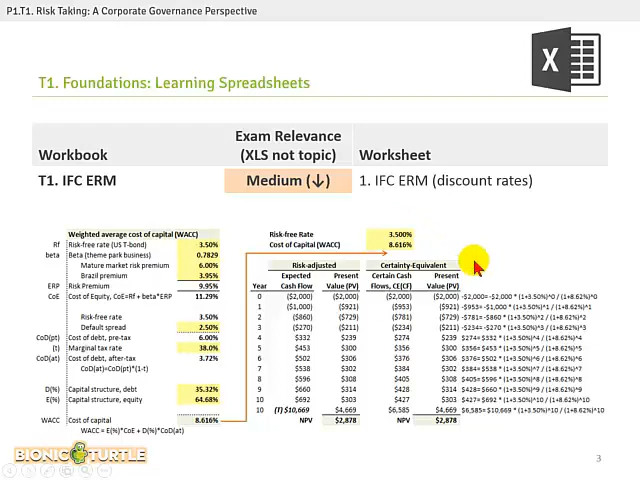 P1.T1. Risk Taking: A Corporate Governance Perspective
T1. Foundations: Learning Spreadsheets
X
Workbook Exam Relevance (XLS not topic) Worksheet
T1. IFC ERM Medium (↓) 1. IFC ERM (discount rates)
Weighted average cost of capital (WACC)
Rf Risk-free rate (US T-bond) 3.50%
beta Beta (theme park business) 0.7829
Mature market risk premium 6.00%
Brazil premium 3.95%
ERP Risk Premium 9.95%
CoE Cost of Equity, CoE=Rf + beta*ERP 11.29%
Risk-free rate 3.50%
Default spread 2.50%
CoD(pt) Cost of debt, pre-tax 6.00%
(t) Marginal tax rate 38.0%
CoD(at) Cost of debt, after-tax 3.72%
CoD(at)=CoD(pt)*(1-t)
D(%) Capital structure, debt 35.32%
E(%) Capital structure, equity 64.68%
WACC Cost of capital 8.616%
WACC = E(%)*CoE + D(%)*CoD(at)
Risk-free Rate 3.500%
Cost of Capital (WACC) 8.616%
Risk-adjusted Certainty-Equivalent
Expected Present Certain Cash Present
Year Cash Flow Value (PV) Flows, CE(CF) Value (PV)
0 ($2,000) ($2,000) ($2,000) ($2,000) -$2,000= -$2,000 * (1+3.50%)^0 / (1+8.62%)^0
1 ($1,000) ($921) ($953) ($921) -$953= -$1,000 * (1+3.50%)^1 / (1+8.62%)^1
2 ($860) ($729) ($781) ($729) -$781= -$860 * (1+3.50%)^2 / (1+8.62%)^2
3 ($270) ($211) ($234) ($211) -$234= -$270 * (1+3.50%)^3 / (1+8.62%)^3
4 $332 $239 $274 $239 $274= $332 * (1+3.50%)^4 / (1+8.62%)^4
5 $453 $300 $356 $300 $356= $453 * (1+3.50%)^5 / (1+8.62%)^5
6 $502 $306 $376 $306 $376= $502 * (1+3.50%)^6 / (1+8.62%)^6
7 $538 $302 $384 $302 $384= $538 * (1+3.50%)^7 / (1+8.62%)^7
8 $596 $308 $405 $308 $405= $596 * (1+3.50%)^8 / (1+8.62%)^8
9 $660 $314 $428 $314 $428= $660 * (1+3.50%)^9 / (1+8.62%)^9
10 $692 $303 $427 $303 $427= $692 * (1+3.50%)^10 / (1+8.62%)^10
10 (T) $10,669 $4,669 $6,585 $4,669 $6,585= $10,669 * (1+3.50%)^10 / (1+8.62%)^10
NPV $2,878 NPV $2,878
BIONIC TURTLE
3